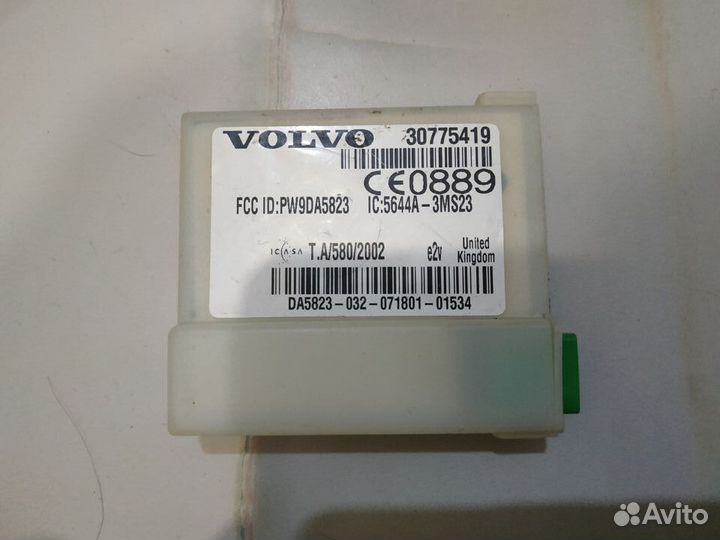 VOLVO 30775419
CE0889
FCC ID:PW9DA5823 IC:5644A-3MS23
ICASA T.A/580/2002 e2v United Kingdom
DA5823-032-071801-01534
Avito